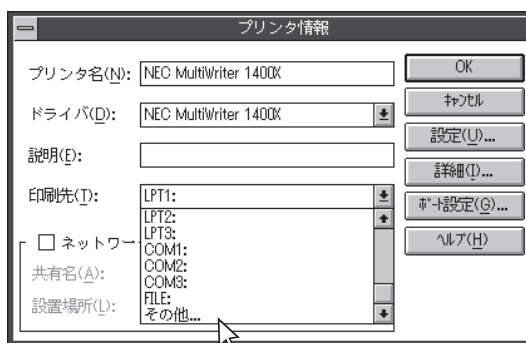 プリンタ情報
プリンタ名(N): NEC MultiWriter 1400X
ドライバ(D): NEC MultiWriter 1400X
説明(E):
印刷先(T): LPT1:
LPT2:
LPT3:
COM1:
COM2:
COM3:
FILE:
その他...
ネットワー
共有名(A):
設置場所(L):
OK
キャンセル
設定(U)...
詳細(I)...
ポート設定(G)...
ヘルプ(H)